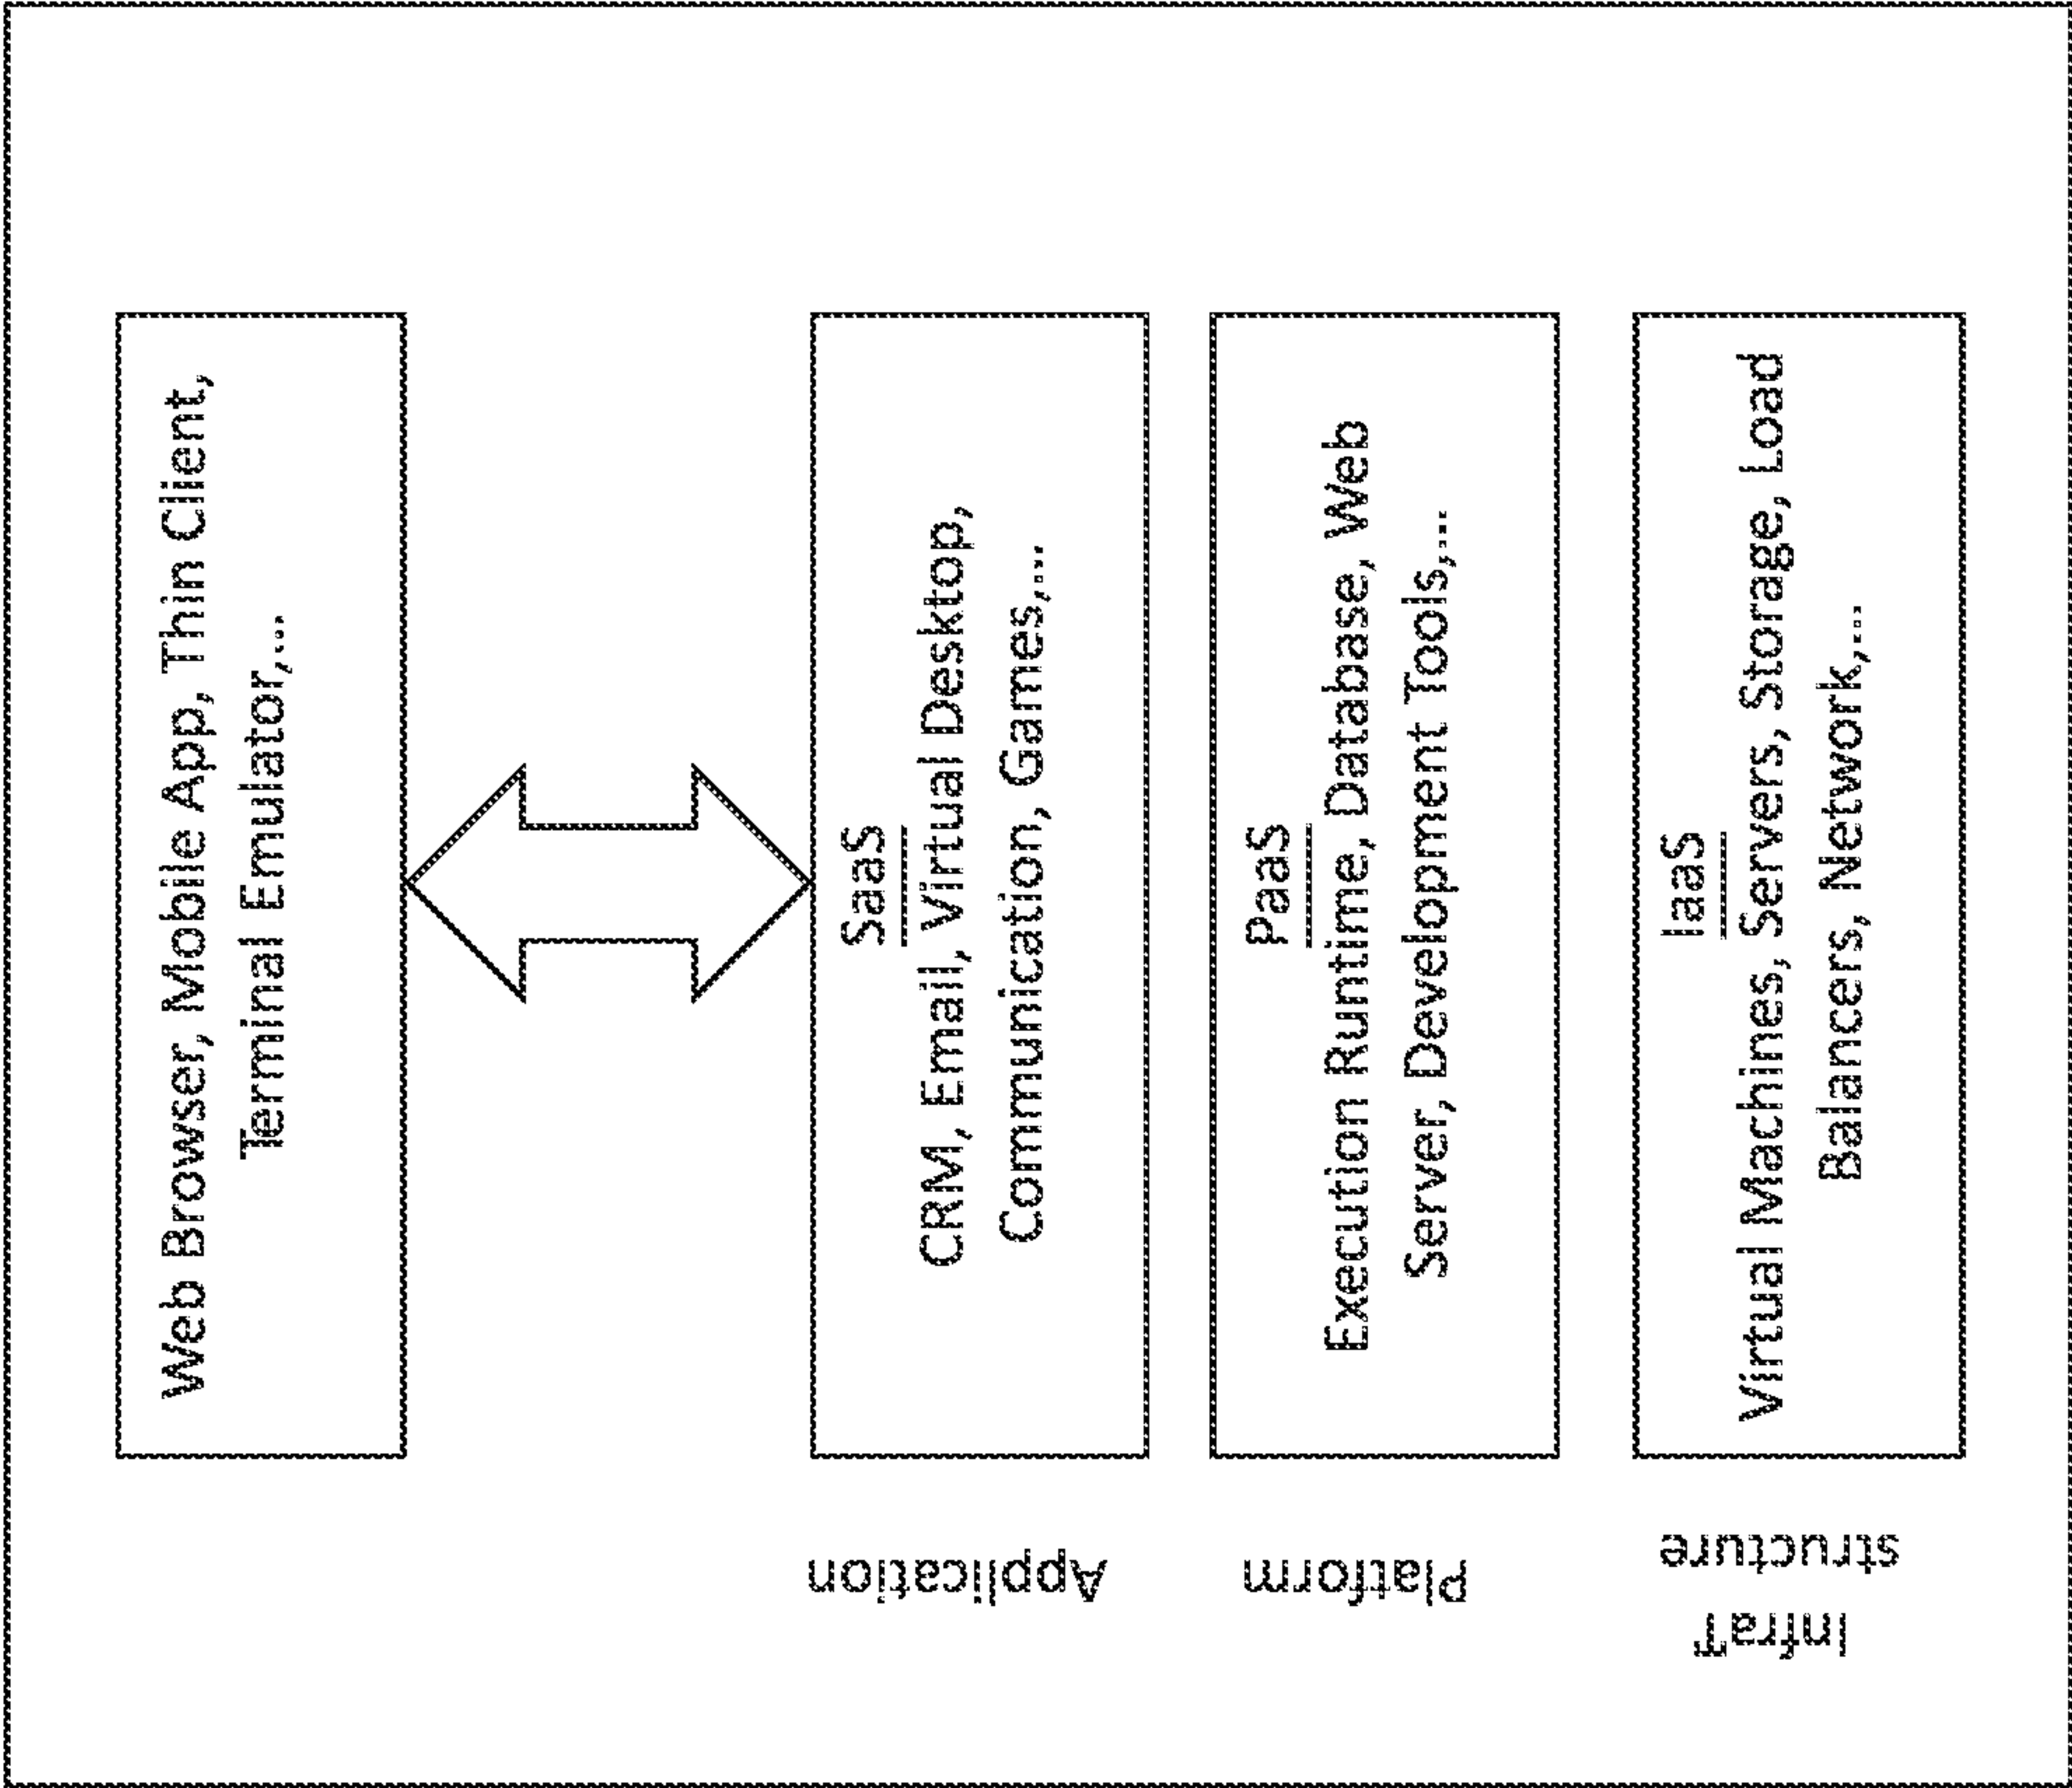 Web Browser, Mobile App, Thin Client,
Terminal Emulator,...
Application
SaaS
CRM, Email, Virtual Desktop,
Communication, Games,...
Platform
PaaS
Execution Runtime, Database, Web
Server, Development Tools,...
Infra
structure
IaaS
Virtual Machines, Servers, Storage, Load
Balancers, Network,...